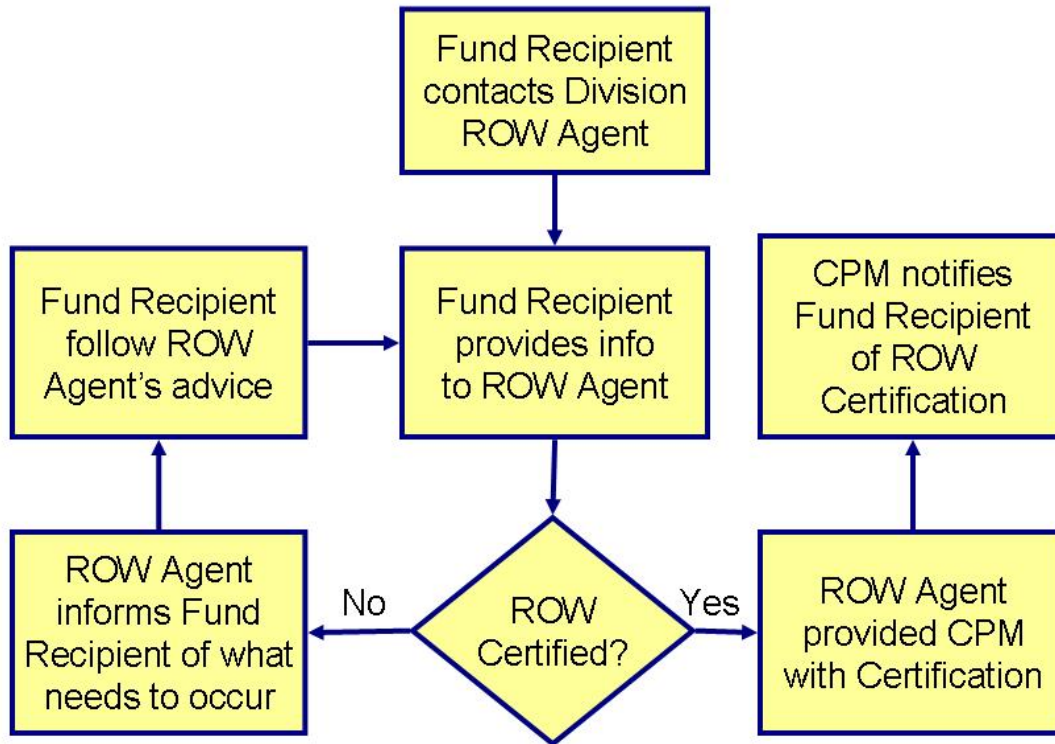 Fund Recipient
contacts Division
ROW Agent
Fund Recipient
follow ROW
Agent's advice
Fund Recipient
provides info
to ROW Agent
CPM notifies
Fund Recipient
of ROW
Certification
ROW Agent
informs Fund
Recipient of what
needs to occur
No
ROW
Certified?
Yes
ROW Agent
provided CPM
with Certification